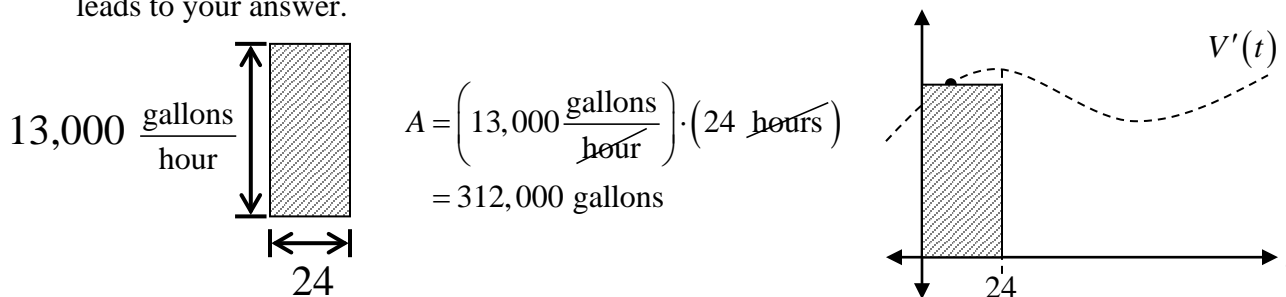 leads to your answer.
13,000 gallons/hour
24
A = (13,000 gallons/hour) · (24 hours)
= 312,000 gallons
V′(t)
24